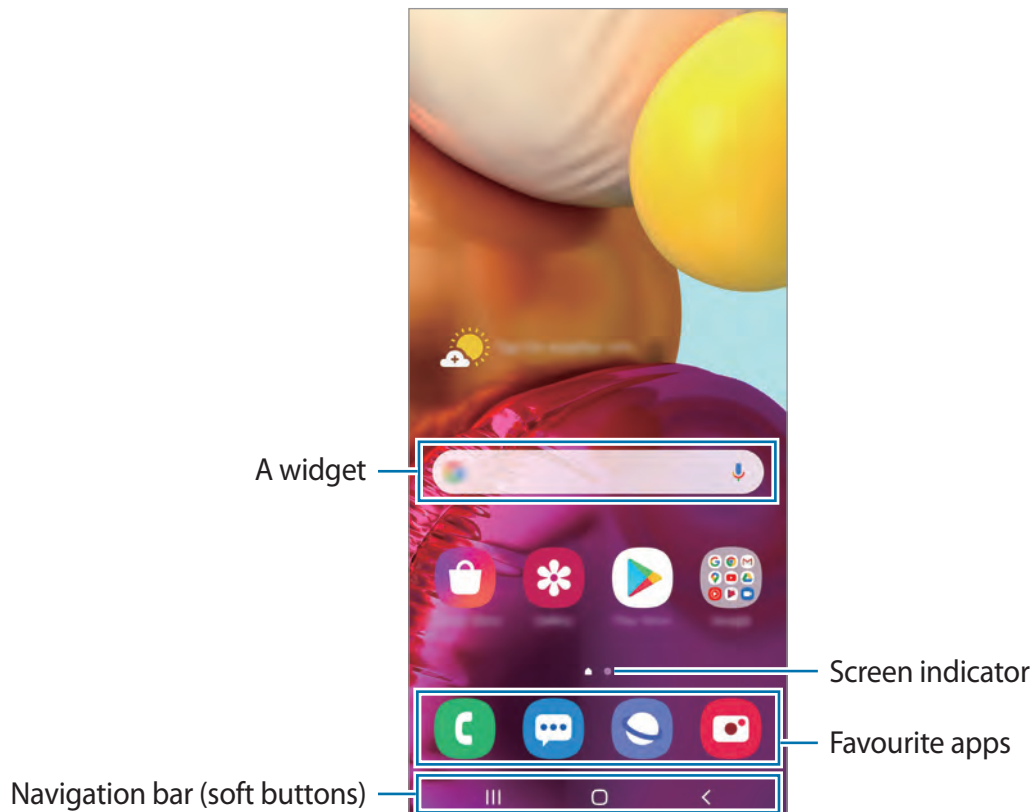 A widget
Screen indicator
Favourite apps
Navigation bar (soft buttons)